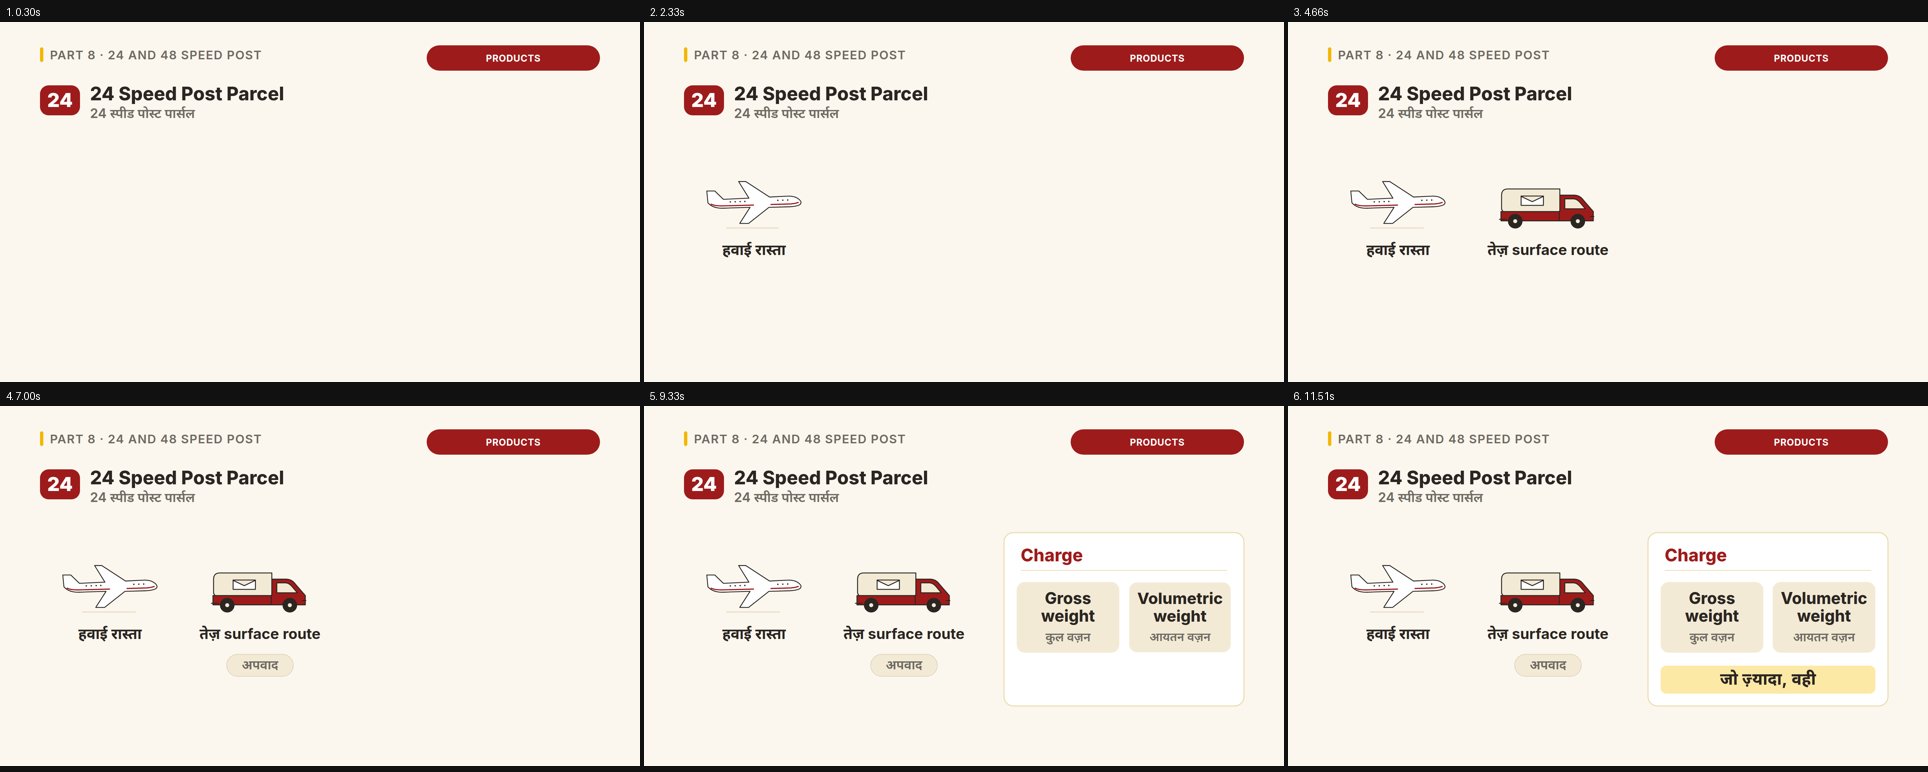 1. 0.30s
PART 8 · 24 AND 48 SPEED POST
PRODUCTS
24
24 Speed Post Parcel
24 स्पीड पोस्ट पार्सल
2. 2.33s
PART 8 · 24 AND 48 SPEED POST
PRODUCTS
24
24 Speed Post Parcel
24 स्पीड पोस्ट पार्सल
हवाई रास्ता
3. 4.66s
PART 8 · 24 AND 48 SPEED POST
PRODUCTS
24
24 Speed Post Parcel
24 स्पीड पोस्ट पार्सल
हवाई रास्ता
तेज़ surface route
4. 7.00s
PART 8 · 24 AND 48 SPEED POST
PRODUCTS
24
24 Speed Post Parcel
24 स्पीड पोस्ट पार्सल
हवाई रास्ता
तेज़ surface route
अपवाद
5. 9.33s
PART 8 · 24 AND 48 SPEED POST
PRODUCTS
24
24 Speed Post Parcel
24 स्पीड पोस्ट पार्सल
हवाई रास्ता
तेज़ surface route
अपवाद
Charge
Gross
weight
कुल वज़न
Volumetric
weight
आयतन वज़न
6. 11.51s
PART 8 · 24 AND 48 SPEED POST
PRODUCTS
24
24 Speed Post Parcel
24 स्पीड पोस्ट पार्सल
हवाई रास्ता
तेज़ surface route
अपवाद
Charge
Gross
weight
कुल वज़न
Volumetric
weight
आयतन वज़न
जो ज़्यादा, वही